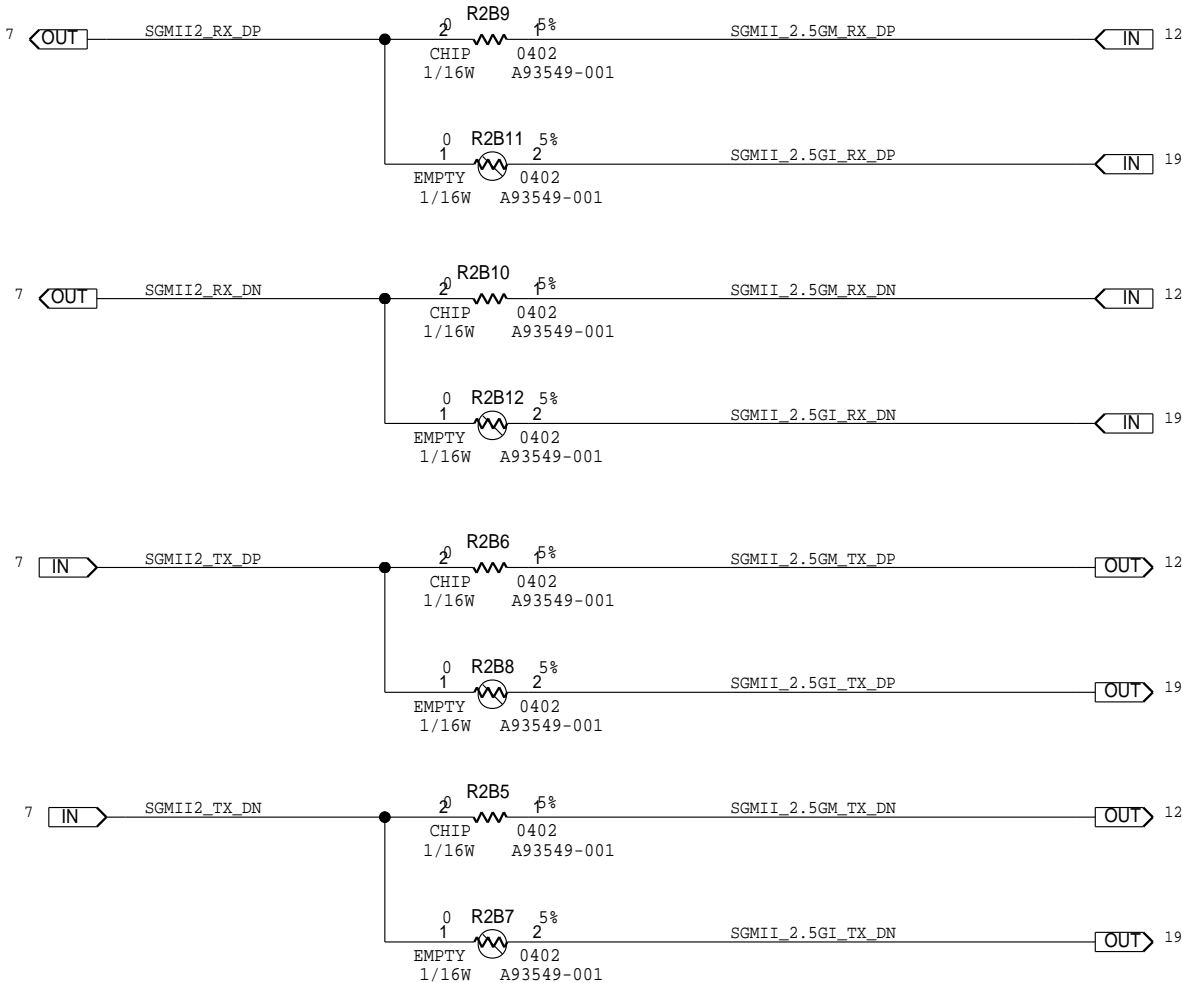 R2B9
7 OUT SGMII2_RX_DP 2 0 1 5% SGMII_2.5GM_RX_DP IN 12
CHIP 0402
1/16W A93549-001
0 R2B11 5%
1 2 SGMII_2.5GI_RX_DP IN 19
EMPTY 0402
1/16W A93549-001
R2B10
7 OUT SGMII2_RX_DN 2 0 1 5% SGMII_2.5GM_RX_DN IN 12
CHIP 0402
1/16W A93549-001
0 R2B12 5%
1 2 SGMII_2.5GI_RX_DN IN 19
EMPTY 0402
1/16W A93549-001
R2B6
7 IN SGMII2_TX_DP 2 0 1 5% SGMII_2.5GM_TX_DP OUT 12
CHIP 0402
1/16W A93549-001
0 R2B8 5%
1 2 SGMII_2.5GI_TX_DP OUT 19
EMPTY 0402
1/16W A93549-001
R2B5
7 IN SGMII2_TX_DN 2 0 1 5% SGMII_2.5GM_TX_DN OUT 12
CHIP 0402
1/16W A93549-001
0 R2B7 5%
1 2 SGMII_2.5GI_TX_DN OUT 19
EMPTY 0402
1/16W A93549-001